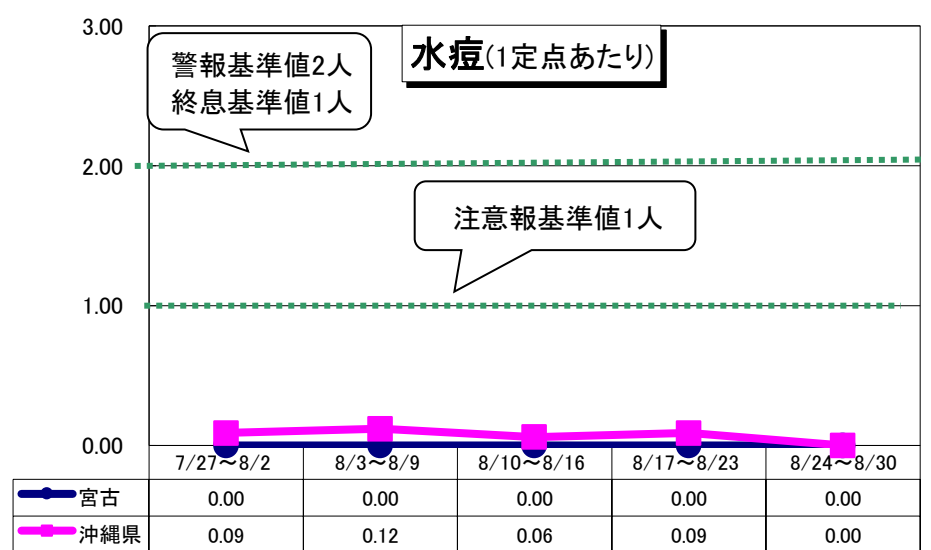 3.00
水痘(1定点あたり)
警報基準値2人
終息基準値1人
2.00
注意報基準値1人
1.00
0.00
7/27～8/2 8/3～8/9 8/10～8/16 8/17～8/23 8/24～8/30
宮古 0.00 0.00 0.00 0.00 0.00
沖縄県 0.09 0.12 0.06 0.09 0.00